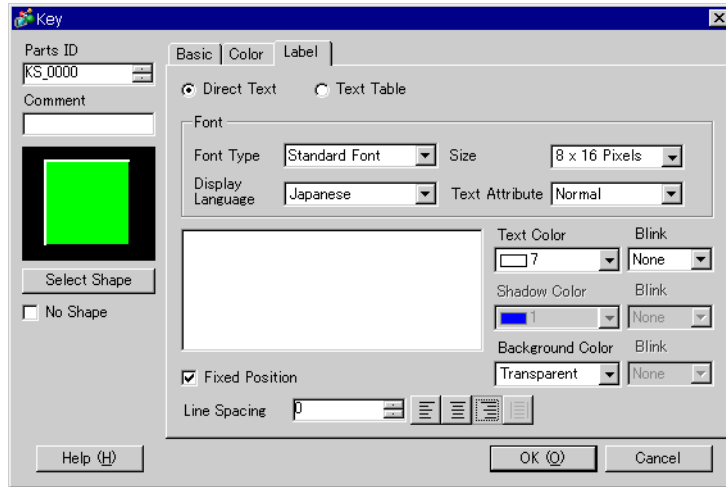 Key
Parts ID
KS_0000
Comment
Select Shape
No Shape
Basic
Color
Label
Direct Text
Text Table
Font
Font Type
Standard Font
Size
8 x 16 Pixels
Display
Language
Japanese
Text Attribute
Normal
Text Color
Blink
7
None
Shadow Color
Blink
1
None
Background Color
Blink
Transparent
None
Fixed Position
Line Spacing
0
Help (H)
OK (O)
Cancel